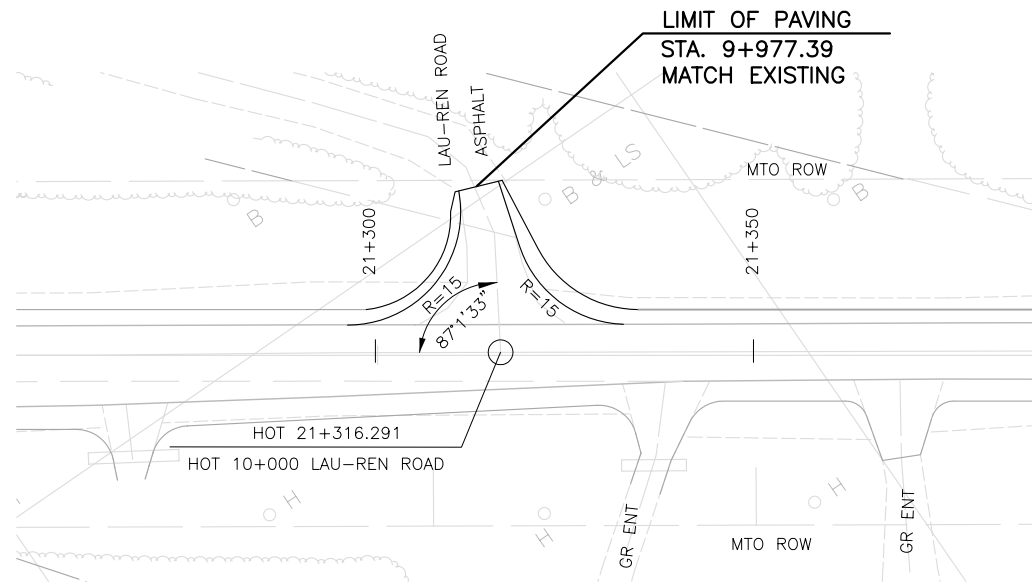 LIMIT OF PAVING
STA. 9+977.39
MATCH EXISTING
LAU-REN ROAD
ASPHALT
B & LS
MTO ROW
B
B
21+300
21+350
R=15
R=15
87°1'33"
HOT 21+316.291
HOT 10+000 LAU-REN ROAD
H
H
H
GR ENT
GR ENT
MTO ROW